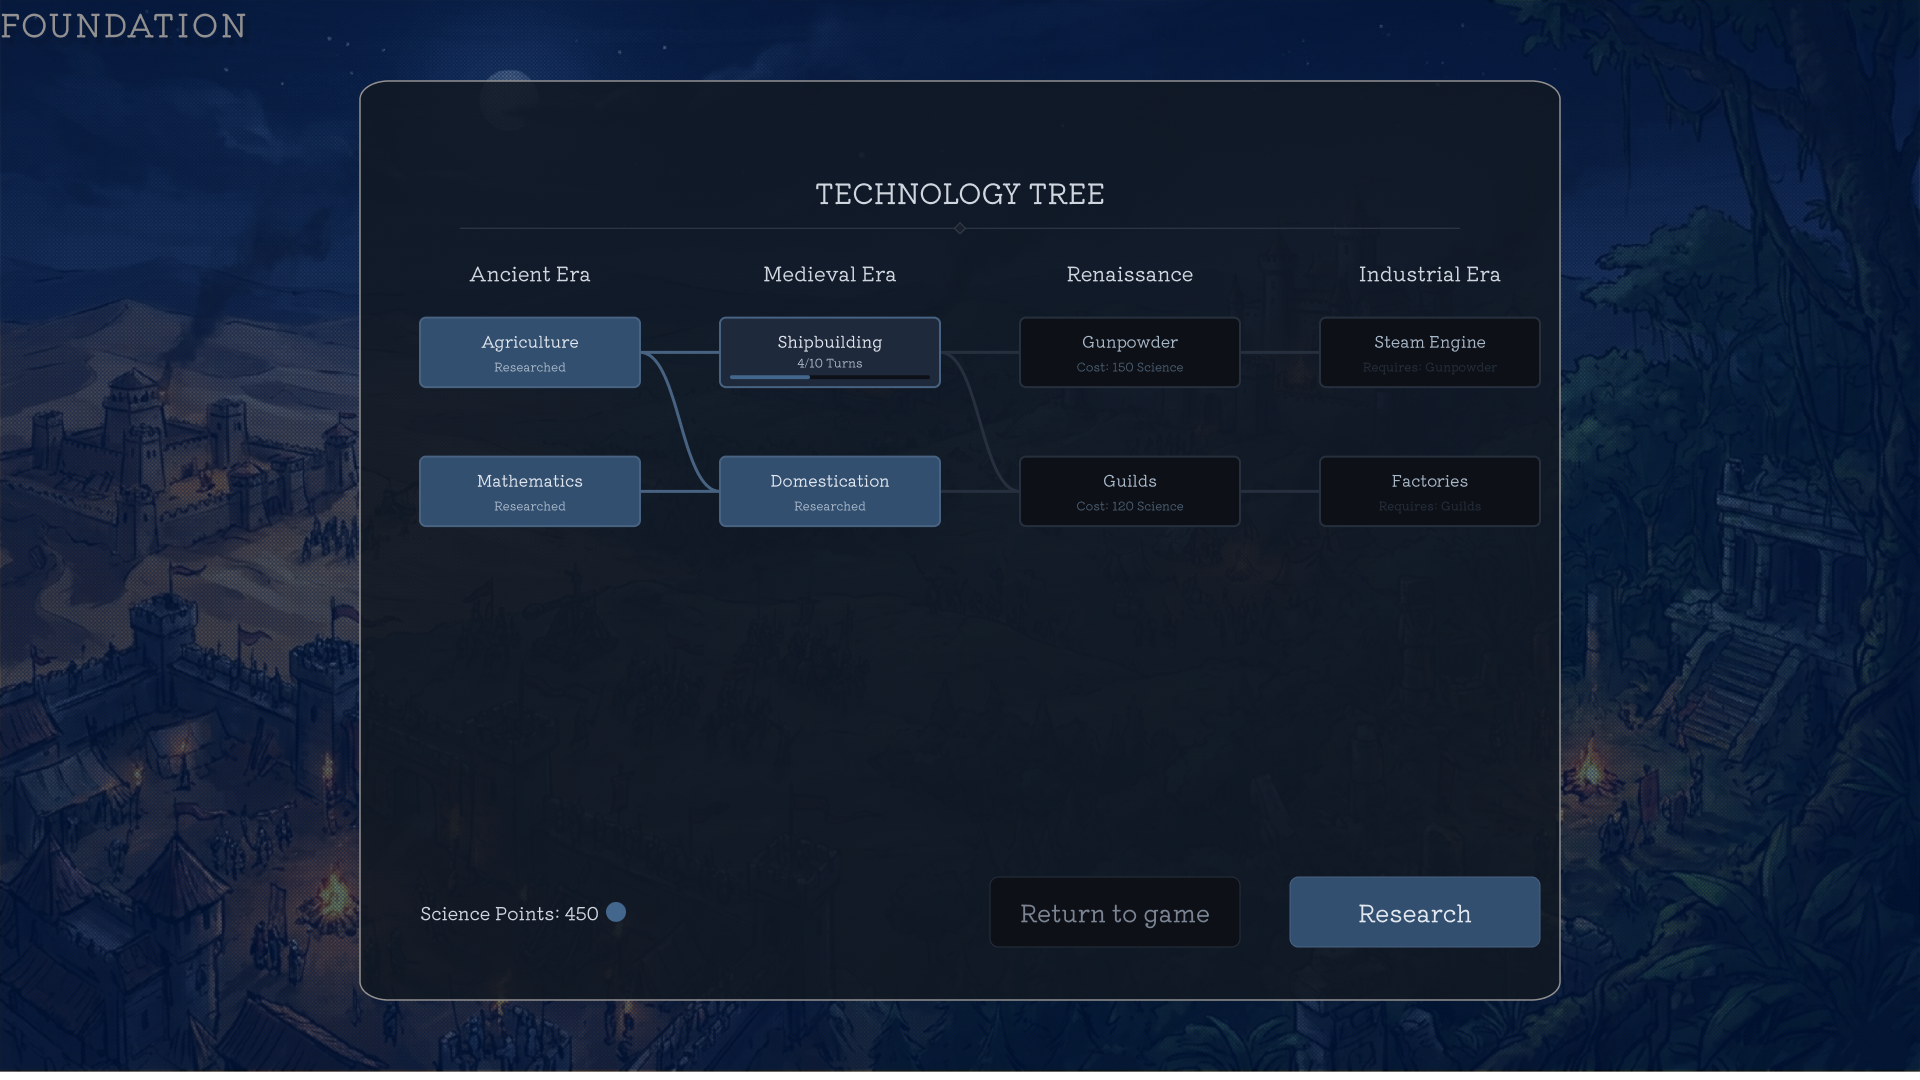 FOUNDATION
TECHNOLOGY TREE
Ancient Era
Medieval Era
Renaissance
Industrial Era
Agriculture
Researched
Shipbuilding
4/10 Turns
Gunpowder
Cost: 150 Science
Steam Engine
Requires: Gunpowder
Mathematics
Researched
Domestication
Researched
Guilds
Cost: 120 Science
Factories
Requires: Guilds
Science Points: 450
Return to game
Research